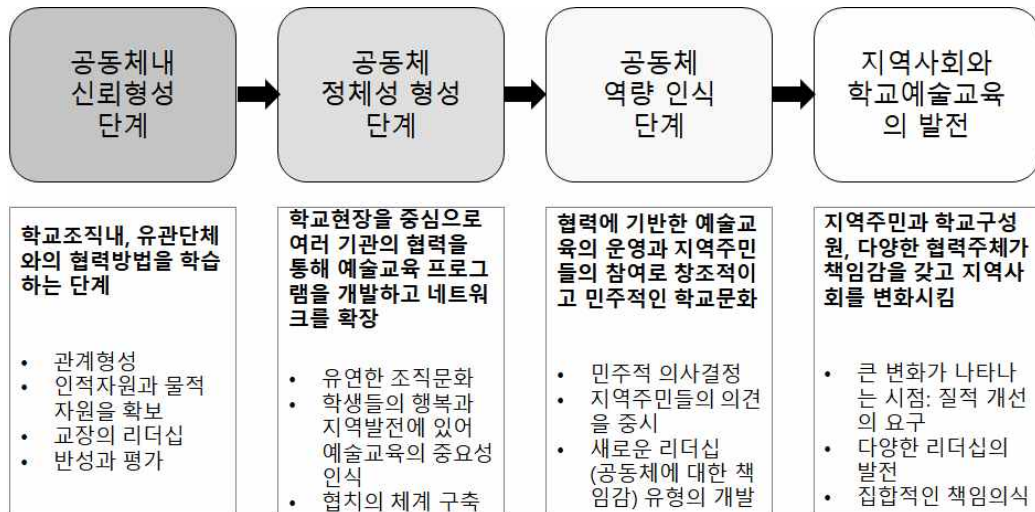 공동체내
신뢰형성
단계
공동체
정체성 형성
단계
공동체
역량 인식
단계
지역사회와
학교예술교육
의 발전
학교조직내, 유관단체
와의 협력방법을 학습
하는 단계
• 관계형성
• 인적자원과 물적
자원을 확보
• 교장의 리더십
• 반성과 평가
학교현장을 중심으로
여러 기관의 협력을
통해 예술교육 프로그
램을 개발하고 네트워
크를 확장
• 유연한 조직문화
• 학생들의 행복과
지역발전에 있어
예술교육의 중요성
인식
• 협치의 체계 구축
협력에 기반한 예술교
육의 운영과 지역주민
들의 참여로 창조적이
고 민주적인 학교문화
• 민주적 의사결정
• 지역주민들의 의견
을 중시
• 새로운 리더십
(공동체에 대한 책
임감) 유형의 개발
지역주민과 학교구성
원, 다양한 협력주체가
책임감을 갖고 지역사
회를 변화시킴
• 큰 변화가 나타나
는 시점: 질적 개선
의 요구
• 다양한 리더십의
발전
• 집합적인 책임의식